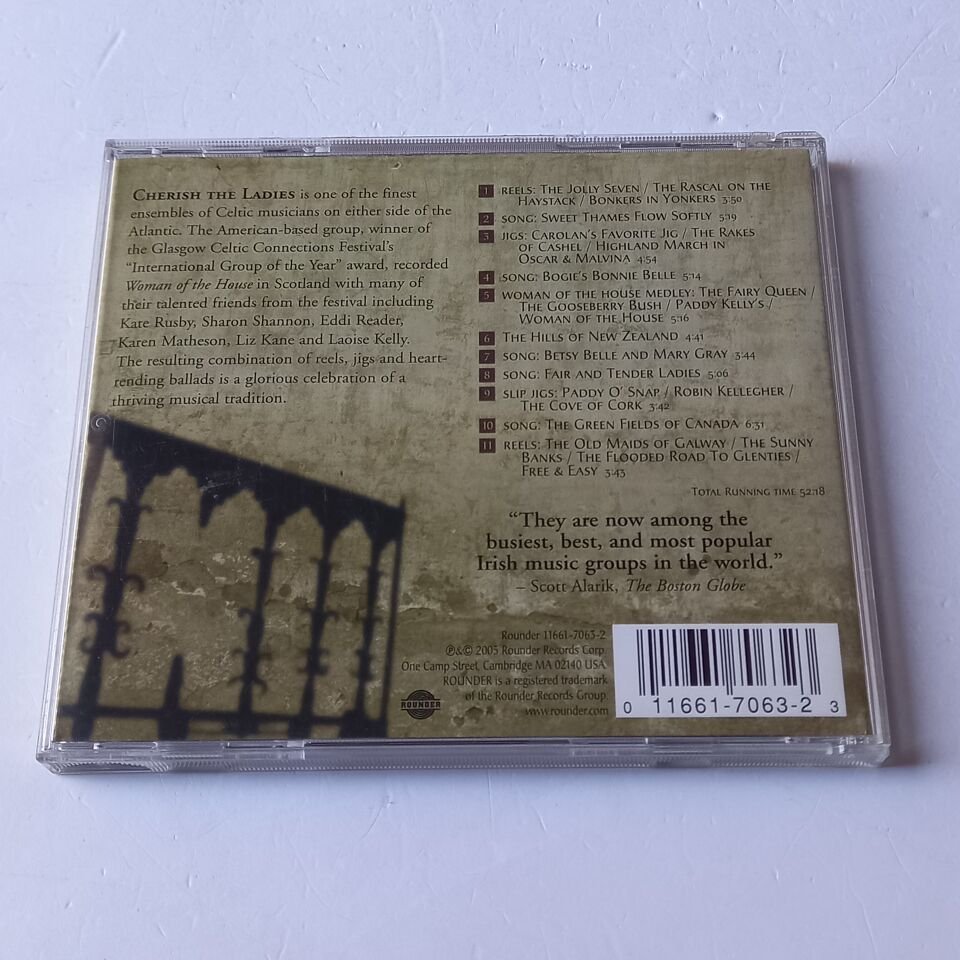 CHERISH THE LADIES is one of the finest
ensembles of Celtic musicians on either side of the
Atlantic. The American-based group, winner of
the Glasgow Celtic Connections Festival's
"International Group of the Year" award, recorded
Woman of the House in Scotland with many of
their talented friends from the festival including
Kate Rusby, Sharon Shannon, Eddi Reader,
Karen Matheson, Liz Kane and Laoise Kelly.
The resulting combination of reels, jigs and heart-
rending ballads is a glorious celebration of a
thriving musical tradition.
1 REELS: THE JOLLY SEVEN / THE RASCAL ON THE
HAYSTACK / BONKERS IN YONKERS 3:50
2 SONG: SWEET THAMES FLOW SOFTLY 5:19
3 JIGS: CAROLAN'S FAVORITE JIG / THE RAKES
OF CASHEL / HIGHLAND MARCH IN
OSCAR & MALVINA 4:54
4 SONG: BOGIE'S BONNIE BELLE 5:14
5 WOMAN OF THE HOUSE MEDLEY: THE FAIRY QUEEN /
THE GOOSEBERRY BUSH / PADDY KELLY'S /
WOMAN OF THE HOUSE 5:16
6 THE HILLS OF NEW ZEALAND 4:41
7 SONG: BETSY BELLE AND MARY GRAY 3:44
8 SONG: FAIR AND TENDER LADIES 5:06
9 SLIP JIGS: PADDY O' SNAP / ROBIN KELLEGHER /
THE COVE OF CORK 3:42
10 SONG: THE GREEN FIELDS OF CANADA 6:31
11 REELS: THE OLD MAIDS OF GALWAY / THE SUNNY
BANKS / THE FLOODED ROAD TO GLENTIES /
FREE & EASY 3:43
TOTAL RUNNING TIME 52:18
"They are now among the
busiest, best, and most popular
Irish music groups in the world."
– Scott Alarik, The Boston Globe
Rounder 11661-7063-2
℗&© 2005 Rounder Records Corp.
One Camp Street, Cambridge MA 02140 USA
ROUNDER is a registered trademark
of the Rounder Records Group.
www.rounder.com
ROUNDER
0 11661-7063-2 3